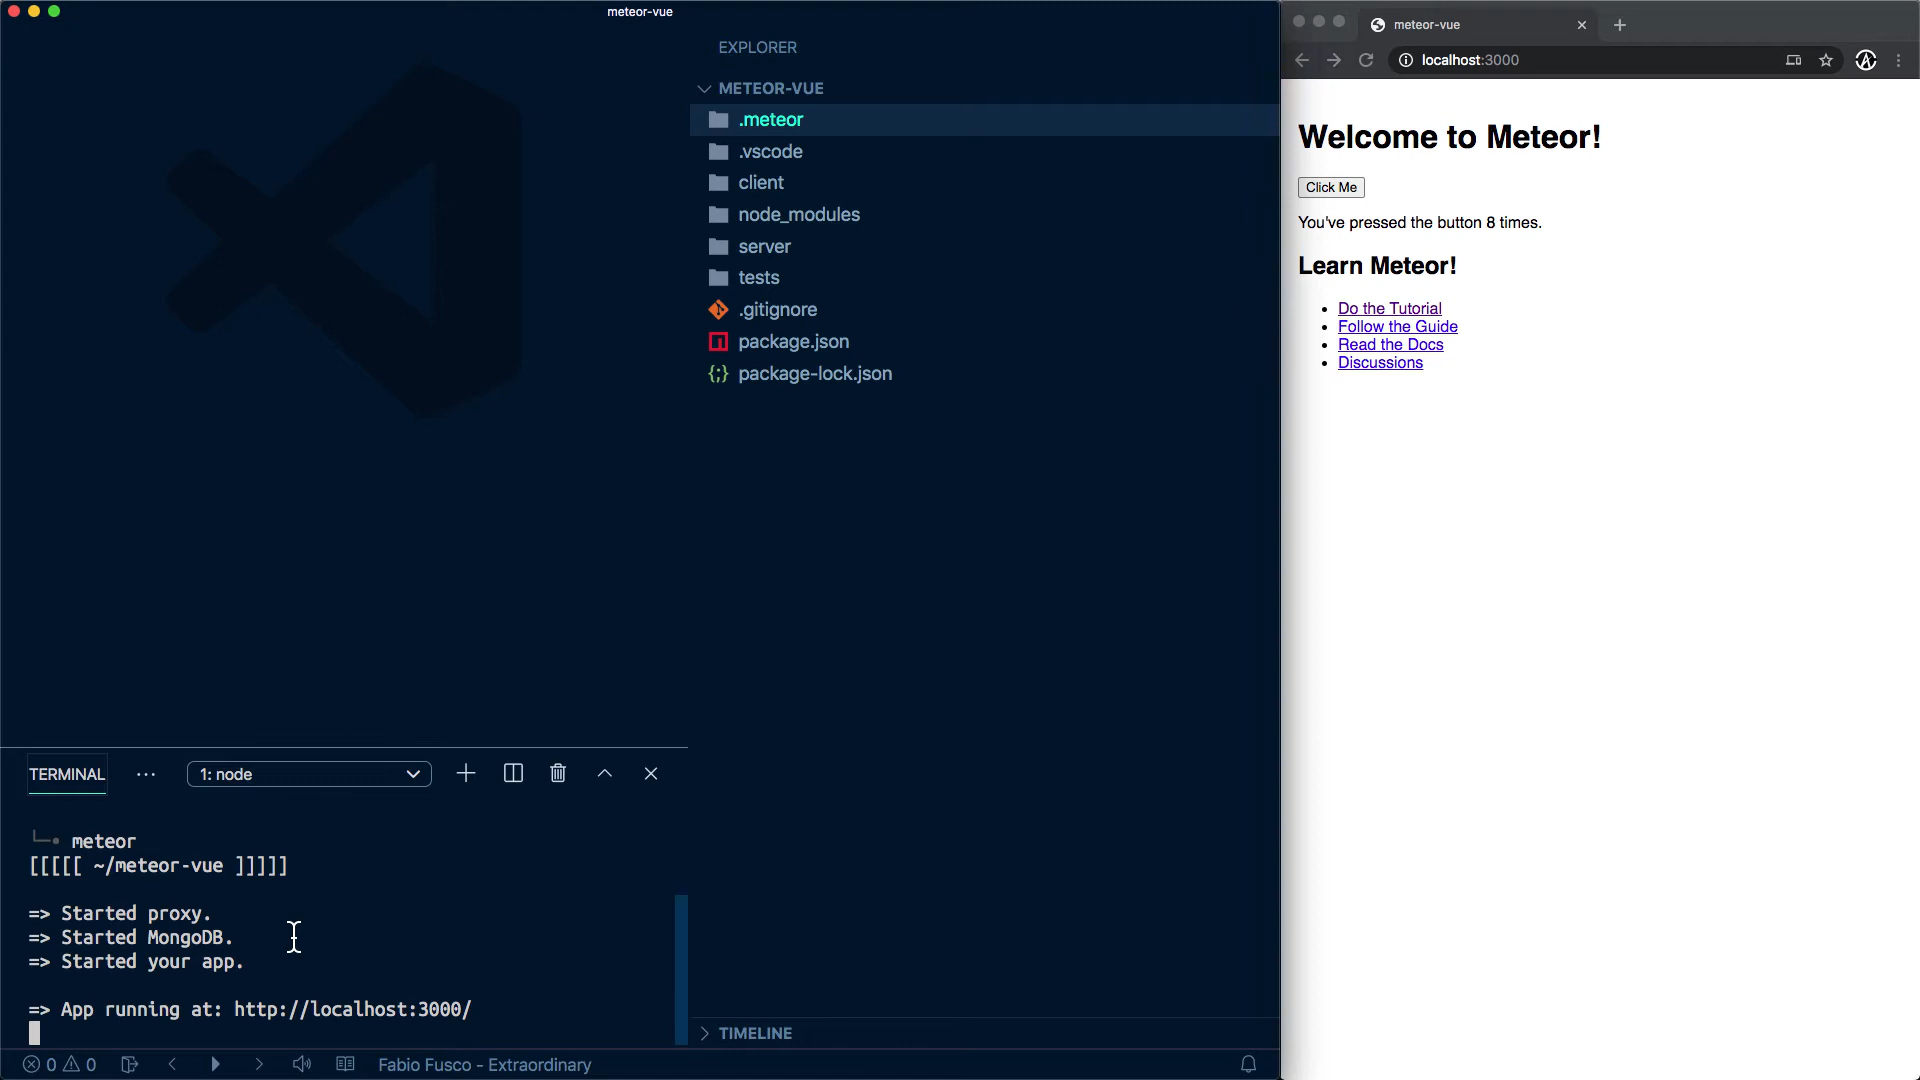 meteor-vue
EXPLORER
METEOR-VUE
.meteor
.vscode
client
node_modules
server
tests
.gitignore
package.json
package-lock.json
TERMINAL
1: node
meteor
[[[[[ ~/meteor-vue ]]]]]
=> Started proxy.
=> Started MongoDB.
=> Started your app.
=> App running at: http://localhost:3000/
TIMELINE
0 0 Fabio Fusco - Extraordinary
meteor-vue
localhost:3000
Welcome to Meteor!
Click Me
You've pressed the button 8 times.
Learn Meteor!
Do the Tutorial
Follow the Guide
Read the Docs
Discussions